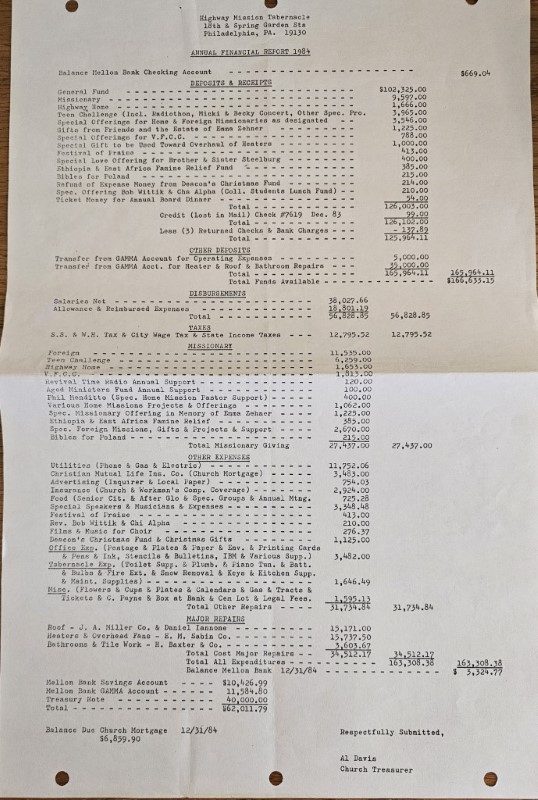 Highway Mission Tabernacle
18th & Spring Garden Sts
Philadelphia, PA. 19130
ANNUAL FINANCIAL REPORT 1984
Balance Mellon Bank Checking Account - - - - - - - - - - - - - - - - - - $669.04
DEPOSITS & RECEIPTS
General Fund - - - - - - - - - - - - - - - - - - $102,325.00
Missionary - - - - - - - - - - - - - - - - - - 9,597.00
Highway Home - - - - - - - - - - - - - - - - - - 1,666.00
Teen Challenge (Incl. Radiothon, Micki & Becky Concert, Other Spec. Pro. 3,965.00
Special Offerings for Home & Foreign Missionaries as designated - - - 3,546.00
Gifts from Friends and the Estate of Emma Zehner - - - - - - 1,225.00
Special Offerings for V.F.C.C. - - - - - - - - - - - - 788.00
Special Gift to be Used Toward Overhaul of Heaters - - - - - - 1,000.00
Festival of Praise - - - - - - - - - - - - - - - 413.00
Special Love Offering for Brother & Sister Steelburg - - - - - 400.00
Ethiopia & East Africa Famine Relief Fund - - - - - - - - 385.00
Bibles for Poland - - - - - - - - - - - - - - - 215.00
Refund of Expense Money from Deacon's Christmas Fund - - - - - 214.00
Spec. Offering Bob Wittik & Cha Alpha (Coll. Students Lunch Fund) - - 210.00
Ticket Money for Annual Board Dinner - - - - - - - - - 54.00
Total - - - - - - - - - 126,003.00
Credit (Lost in Mail) Check #7619 Dec. 83 99.00
Total - - - - - - - - - 126,102.00
Less (3) Returned Checks & Bank Charges - - - - 137.89
Total - - - - - - - - - 125,964.11
OTHER DEPOSITS
Transfer from GAMMA Account for Operating Expenses - - - - - - 5,000.00
Transfer from GAMMA Acct. for Heater & Roof & Bathroom Repairs - - - 35,000.00
Total - - - - - - - - - 165,964.11 165,964.11
Total Funds Available - - - - - - - - $166,633.15
DISBURSEMENTS
Salaries Net - - - - - - - - - - - - - - - 38,027.66
Allowance & Reimbursed Expenses - - - - - - - - - 18,801.19
Total - - - - - - - - - 56,828.85 56,828.85
TAXES
S.S. & W.H. Tax & City Wage Tax & State Income Taxes - - - 12,795.52 12,795.52
MISSIONARY
Foreign - - - - - - - - - - - - - - - 11,535.00
Teen Challenge - - - - - - - - - - - - - 6,259.00
Highway Home - - - - - - - - - - - - - 1,653.00
V.F.C.C. - - - - - - - - - - - - - 1,813.00
Revival Time Radio Annual Support - - - - - - - - 120.00
Aged Ministers Fund Annual Support - - - - - - - - 100.00
Phil Menditto (Spec. Home Mission Pastor Support) - - - - 400.00
Various Home Missions Projects & Offerings - - - - - - 1,062.00
Spec. Missionary Offering in Memory of Emma Zehner - - - - 1,225.00
Ethiopia & East Africa Famine Relief - - - - - - - - 385.00
Spec. Foreign Missions, Gifts & Projects & Support - - - - 2,670.00
Bibles for Poland - - - - - - - - - - - - - 215.00
Total Missionary Giving 27,437.00 27,437.00
OTHER EXPENSES
Utilities (Phone & Gas & Electric) - - - - - - - - 11,752.06
Christian Mutual Life Ins. Co. (Church Mortgage) - - - - - 3,483.00
Advertising (Inquirer & Local Paper) - - - - - - - - 754.03
Insurance (Church & Workman's Comp. Coverage) - - - - - 2,924.00
Food (Senior Cit. & After Glo & Spec. Groups & Annual Mtng. 725.28
Special Speakers & Musicians & Expenses - - - - - - 3,348.48
Festival of Praise - - - - - - - - - - - - 413.00
Rev. Bob Wittik & Chi Alpha - - - - - - - - - - 210.00
Films & Music for Choir - - - - - - - - - - - 276.37
Deacon's Christmas Fund & Christmas Gifts - - - - - - 1,125.00
Office Exp. (Postage & Plates & Paper & Env. & Printing Cards
& Pens & Ink, Stencils & Bulletins, IBM & Various Supp.) 3,482.00
Tabernacle Exp. (Toilet Supp. & Plumb. & Piano Tun. & Batt.
& Bulbs & Fire Ext. & Snow Removal & Keys & Kitchen Supp.
& Maint. Supplies) - - - - - - - - - - - - 1,646.49
Misc. (Flowers & Cups & Plates & Calendars & Gas & Tracts &
Tickets & C. Payne & Box at Bank & Cen Lot & Legal Fees. 1,595.13
Total Other Repairs - - - 31,734.84 31,734.84
MAJOR REPAIRS
Roof - J. A. Miller Co. & Daniel Iannone - - - - - - 15,171.00
Heaters & Overhead Fans - H. M. Sabin Co. - - - - - - 15,737.50
Bathrooms & Tile Work - R. Baxter & Co. - - - - - - 3,603.67
Total Cost Major Repairs - - - 34,512.17 34,512.17
Total All Expenditures - - - - - - - - 163,308.38 163,308.38
Balance Mellon Bank 12/31/84 - - - - - - - - - $ 3,324.77
Mellon Bank Savings Account - - - - $10,426.99
Mellon Bank GAMMA Account - - - - - 11,584.80
Treasury Note - - - - - - - - 40,000.00
Total - - - - - - - - - - $62,011.79
Balance Due Church Mortgage 12/31/84
$6,859.90
Respectfully Submitted,
Al Davis
Church Treasurer